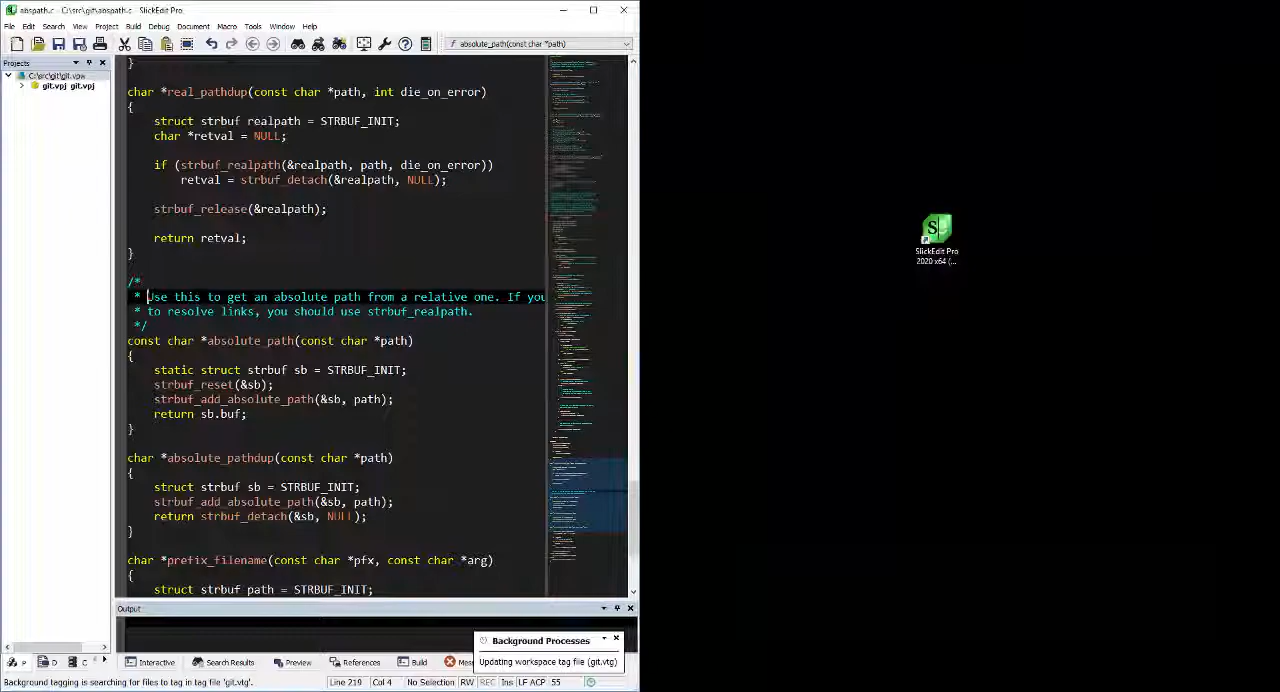 abspath.c - C:\src\git\abspath.c - SlickEdit Pro
File Edit Search View Project Build Debug Document Macro Tools Window Help
absolute_path(const char *path)
Projects
C:\src\git\git.vpw
git.vpj git.vpj
}
char *real_pathdup(const char *path, int die_on_error)
{
struct strbuf realpath = STRBUF_INIT;
char *retval = NULL;
if (strbuf_realpath(&realpath, path, die_on_error))
retval = strbuf_detach(&realpath, NULL);
strbuf_release(&realpath);
return retval;
}
/*
* Use this to get an absolute path from a relative one. If you
* to resolve links, you should use strbuf_realpath.
*/
const char *absolute_path(const char *path)
{
static struct strbuf sb = STRBUF_INIT;
strbuf_reset(&sb);
strbuf_add_absolute_path(&sb, path);
return sb.buf;
}
char *absolute_pathdup(const char *path)
{
struct strbuf sb = STRBUF_INIT;
strbuf_add_absolute_path(&sb, path);
return strbuf_detach(&sb, NULL);
}
char *prefix_filename(const char *pfx, const char *arg)
{
struct strbuf path = STRBUF_INIT;
Output
Background Processes
Updating workspace tag file (git.vtg)
P D C
Interactive Search Results Preview References Build Mes
Background tagging is searching for files to tag in tag file 'git.vtg'.
Line 219 Col 4 No Selection RW REC Ins LF ACP 55
SlickEdit Pro
2020 x64 (...